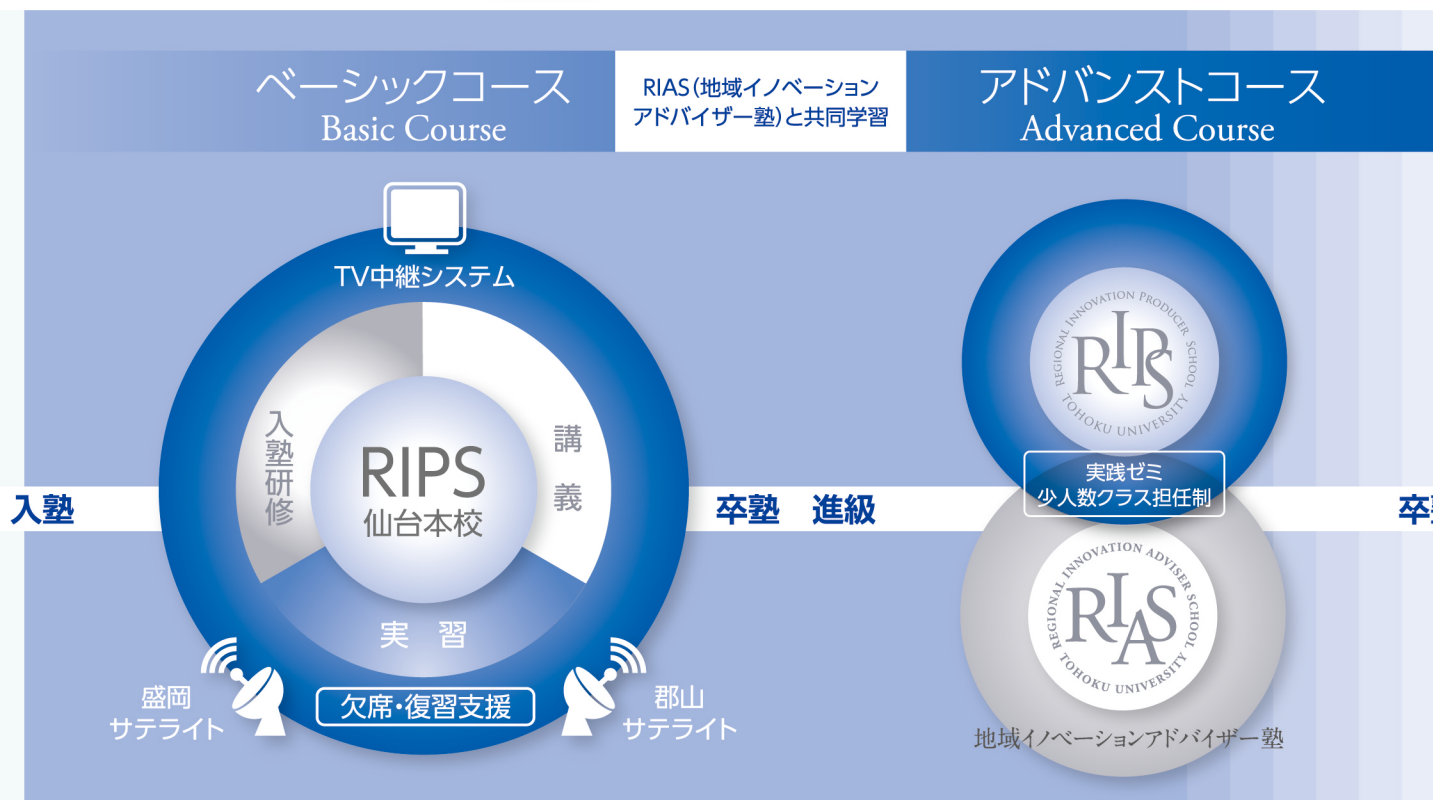 ベーシックコース
Basic Course
RIAS(地域イノベーション
アドバイザー塾)と共同学習
アドバンストコース
Advanced Course
TV中継システム
入塾研修
講義
RIPS
仙台本校
実習
欠席・復習支援
盛岡
サテライト
郡山
サテライト
入塾
卒塾 進級
REGIONAL INNOVATION PRODUCER SCHOOL
RIPS
TOHOKU UNIVERSITY
実践ゼミ
少人数クラス担任制
REGIONAL INNOVATION ADVISER SCHOOL
RIAS
TOHOKU UNIVERSITY
地域イノベーションアドバイザー塾
卒